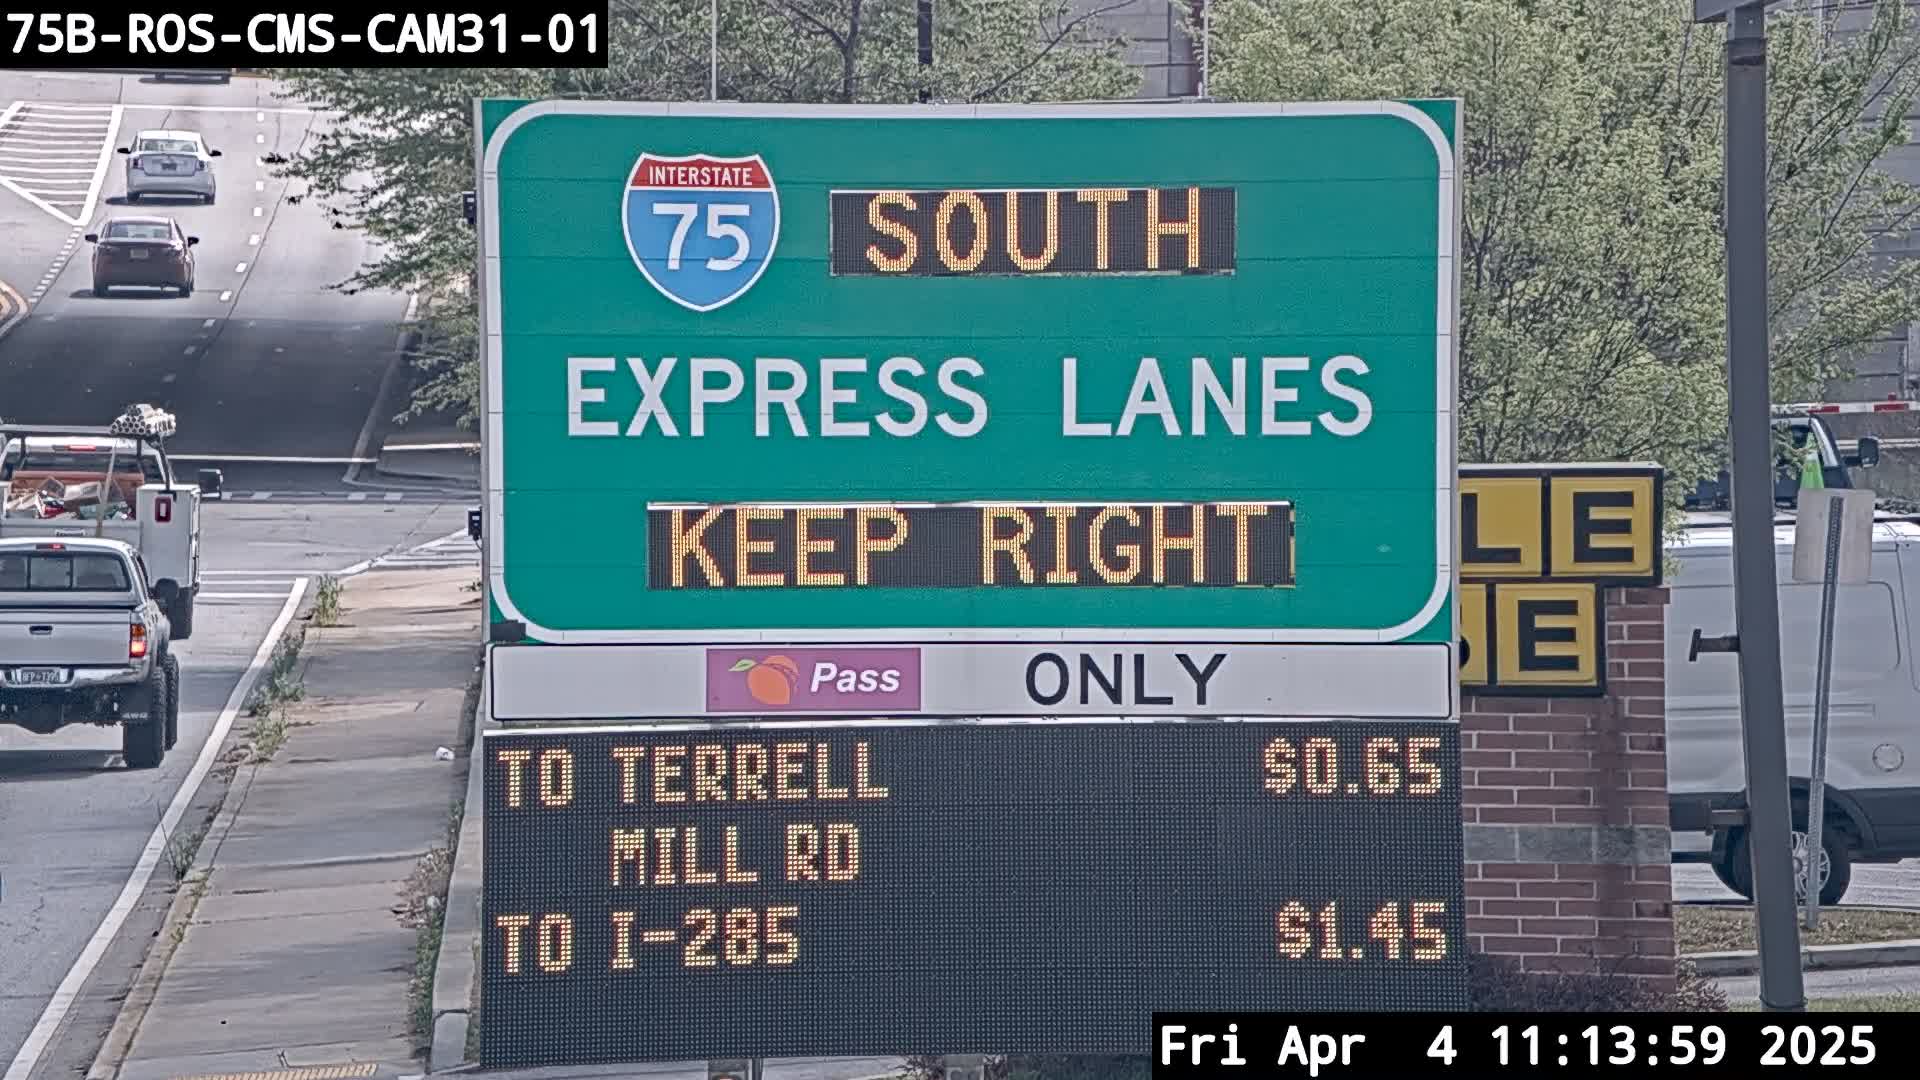 75B-ROS-CMS-CAM31-01
INTERSTATE
75
SOUTH
EXPRESS LANES
KEEP RIGHT
Pass ONLY
TO TERRELL $0.65
MILL RD
TO I-285 $1.45
LE
E
Fri Apr 4 11:13:59 2025